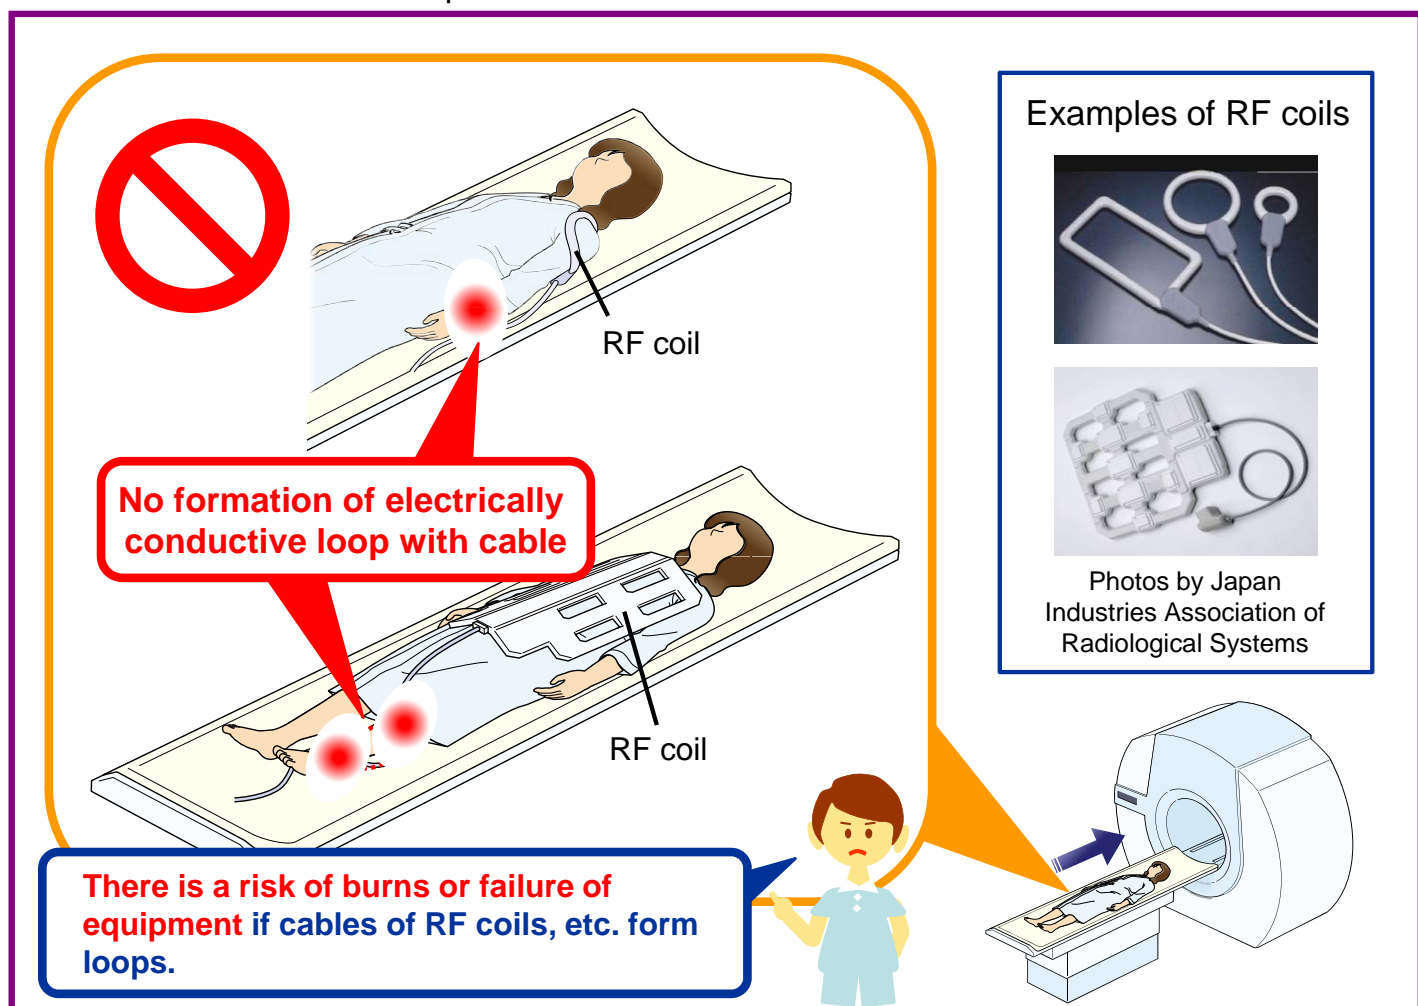 Examples of RF coils
RF coil
No formation of electrically
conductive loop with cable
Photos by Japan
Industries Association of
Radiological Systems
RF coil
There is a risk of burns or failure of
equipment if cables of RF coils, etc. form
loops.